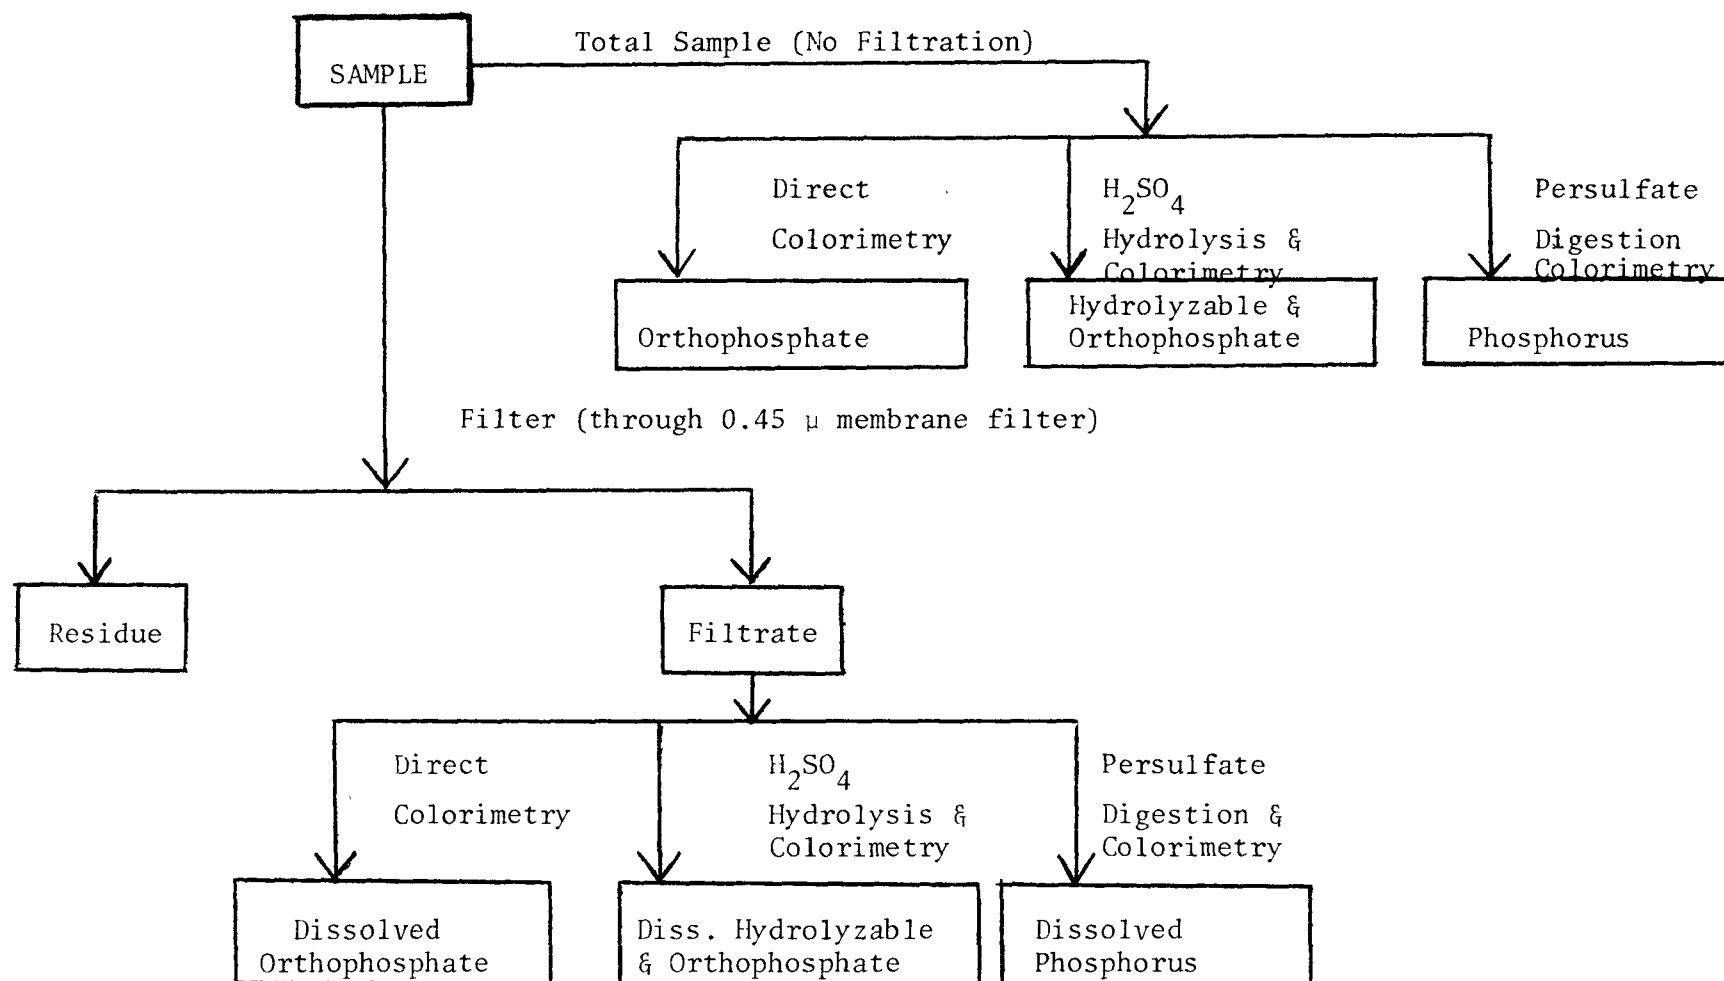 Total Sample (No Filtration)
SAMPLE
Direct
Colorimetry
H2SO4
Hydrolysis &
Colorimetry
Persulfate
Digestion
Colorimetry
Orthophosphate
Hydrolyzable &
Orthophosphate
Phosphorus
Filter (through 0.45 μ membrane filter)
Residue
Filtrate
Direct
Colorimetry
H2SO4
Hydrolysis &
Colorimetry
Persulfate
Digestion &
Colorimetry
Dissolved
Orthophosphate
Diss. Hydrolyzable
& Orthophosphate
Dissolved
Phosphorus